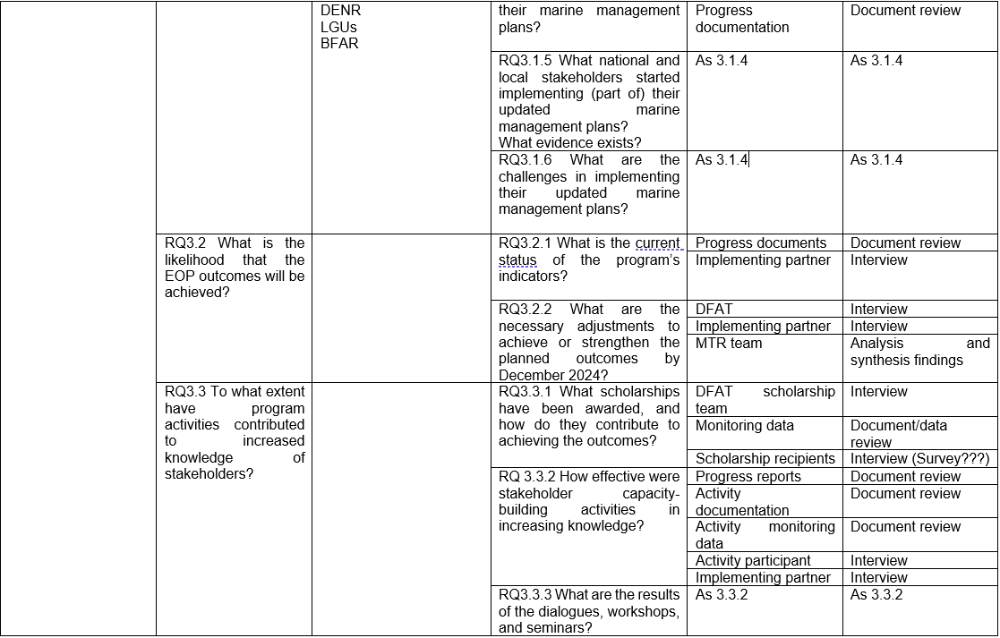 DENR
LGUs
BFAR
their marine management
plans?
Progress
documentation
Document review
RQ3.1.5 What national and
local stakeholders started
implementing (part of) their
updated marine
management plans?
What evidence exists?
As 3.1.4
As 3.1.4
RQ3.1.6 What are the
challenges in implementing
their updated marine
management plans?
As 3.1.4
As 3.1.4
RQ3.2 What is the
likelihood that the
EOP outcomes will be
achieved?
RQ3.2.1 What is the current
status of the program's
indicators?
Progress documents
Document review
Implementing partner
Interview
RQ3.2.2 What are the
necessary adjustments to
achieve or strengthen the
planned outcomes by
December 2024?
DFAT
Interview
Implementing partner
Interview
MTR team
Analysis and
synthesis findings
RQ3.3 To what extent
have program
activities contributed
to increased
knowledge of
stakeholders?
RQ3.3.1 What scholarships
have been awarded, and
how do they contribute to
achieving the outcomes?
DFAT scholarship
team
Interview
Monitoring data
Document/data
review
Scholarship recipients
Interview (Survey???)
RQ 3.3.2 How effective were
stakeholder capacity-
building activities in
increasing knowledge?
Progress reports
Document review
Activity
documentation
Document review
Activity monitoring
data
Document review
Activity participant
Interview
Implementing partner
Interview
RQ3.3.3 What are the results
of the dialogues, workshops,
and seminars?
As 3.3.2
As 3.3.2